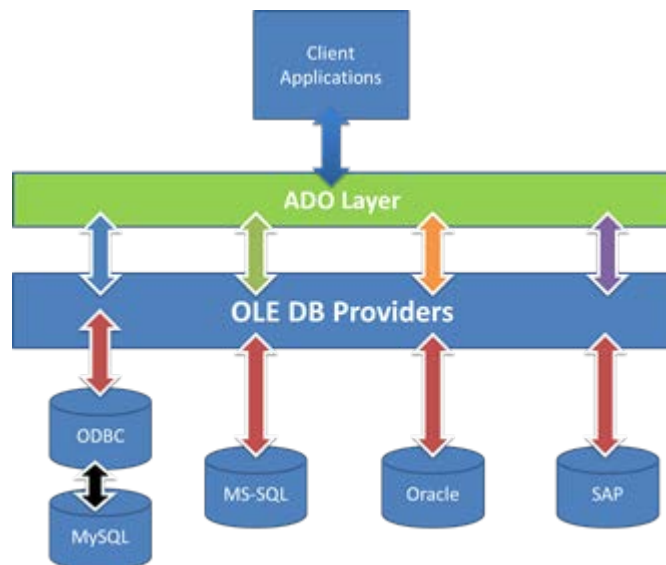 Client
Applications
ADO Layer
OLE DB Providers
ODBC
MS-SQL
Oracle
SAP
MySQL